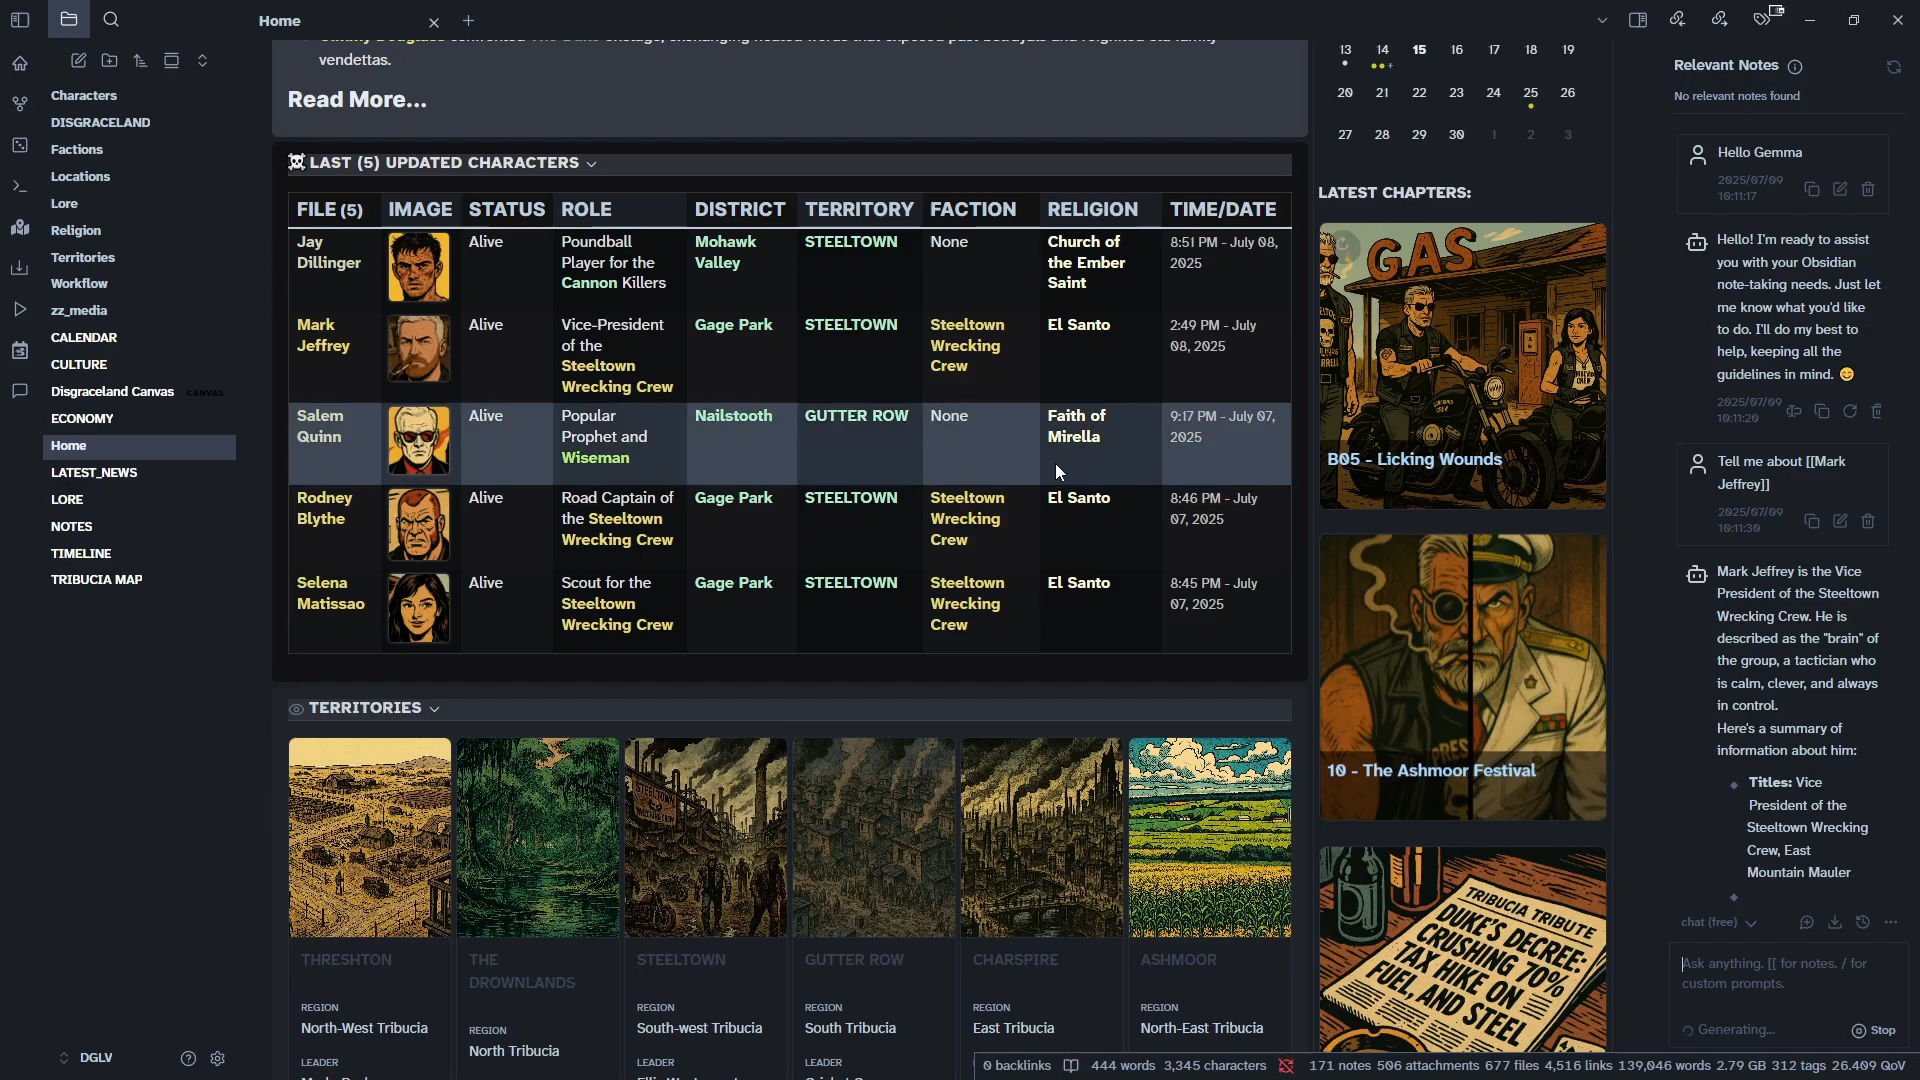 Home
Characters
DISGRACELAND
Factions
Locations
Lore
Religion
Territories
Workflow
zz_media
CALENDAR
CULTURE
Disgraceland Canvas CANVAS
ECONOMY
Home
LATEST_NEWS
LORE
NOTES
TIMELINE
TRIBUCIA MAP
DGLV
vendettas.
Read More...
LAST (5) UPDATED CHARACTERS
FILE (5) IMAGE STATUS ROLE DISTRICT TERRITORY FACTION RELIGION TIME/DATE
Jay Alive Poundball Mohawk STEELTOWN None Church of 8:51 PM - July 08,
Dillinger Player for the Valley the Ember 2025
Cannon Killers Saint
Mark Alive Vice-President Gage Park STEELTOWN Steeltown El Santo 2:49 PM - July
Jeffrey of the Wrecking 08, 2025
Steeltown Crew
Wrecking Crew
Salem Alive Popular Nailstooth GUTTER ROW None Faith of 9:17 PM - July 07,
Quinn Prophet and Mirella 2025
Wiseman
Rodney Alive Road Captain of Gage Park STEELTOWN Steeltown El Santo 8:46 PM - July
Blythe the Steeltown Wrecking 07, 2025
Wrecking Crew Crew
Selena Alive Scout for the Gage Park STEELTOWN Steeltown El Santo 8:45 PM - July
Matissao Steeltown Wrecking 07, 2025
Wrecking Crew Crew
TERRITORIES
STEELTOWN
THRESHTON
REGION
North-West Tribucia
LEADER
THE
DROWNLANDS
REGION
North Tribucia
STEELTOWN
REGION
South-west Tribucia
LEADER
GUTTER ROW
REGION
South Tribucia
LEADER
CHARSPIRE
REGION
East Tribucia
ASHMOOR
REGION
North-East Tribucia
13 14 15 16 17 18 19
20 21 22 23 24 25 26
27 28 29 30 1 2 3
LATEST CHAPTERS:
GAS
B05 - Licking Wounds
10 - The Ashmoor Festival
TRIBUCIA TRIBUTE
DUKE'S DECREE:
CRUSHING 70%
TAX HIKE ON
FUEL, AND STEEL
Relevant Notes
No relevant notes found
Hello Gemma
2025/07/09
10:11:17
Hello! I'm ready to assist
you with your Obsidian
note-taking needs. Just let
me know what you'd like
to do. I'll do my best to
help, keeping all the
guidelines in mind. 😊
2025/07/09
10:11:20
Tell me about [[Mark
Jeffrey]]
2025/07/09
10:11:30
Mark Jeffrey is the Vice
President of the Steeltown
Wrecking Crew. He is
described as the "brain" of
the group, a tactician who
is calm, clever, and always
in control.
Here's a summary of
information about him:
Titles: Vice
President of the
Steeltown Wrecking
Crew, East
Mountain Mauler
chat (free)
Ask anything. [[ for notes. / for
custom prompts.
Generating...
Stop
0 backlinks 444 words 3,345 characters 171 notes 506 attachments 677 files 4,516 links 139,046 words 2.79 GB 312 tags 26.409 QoV